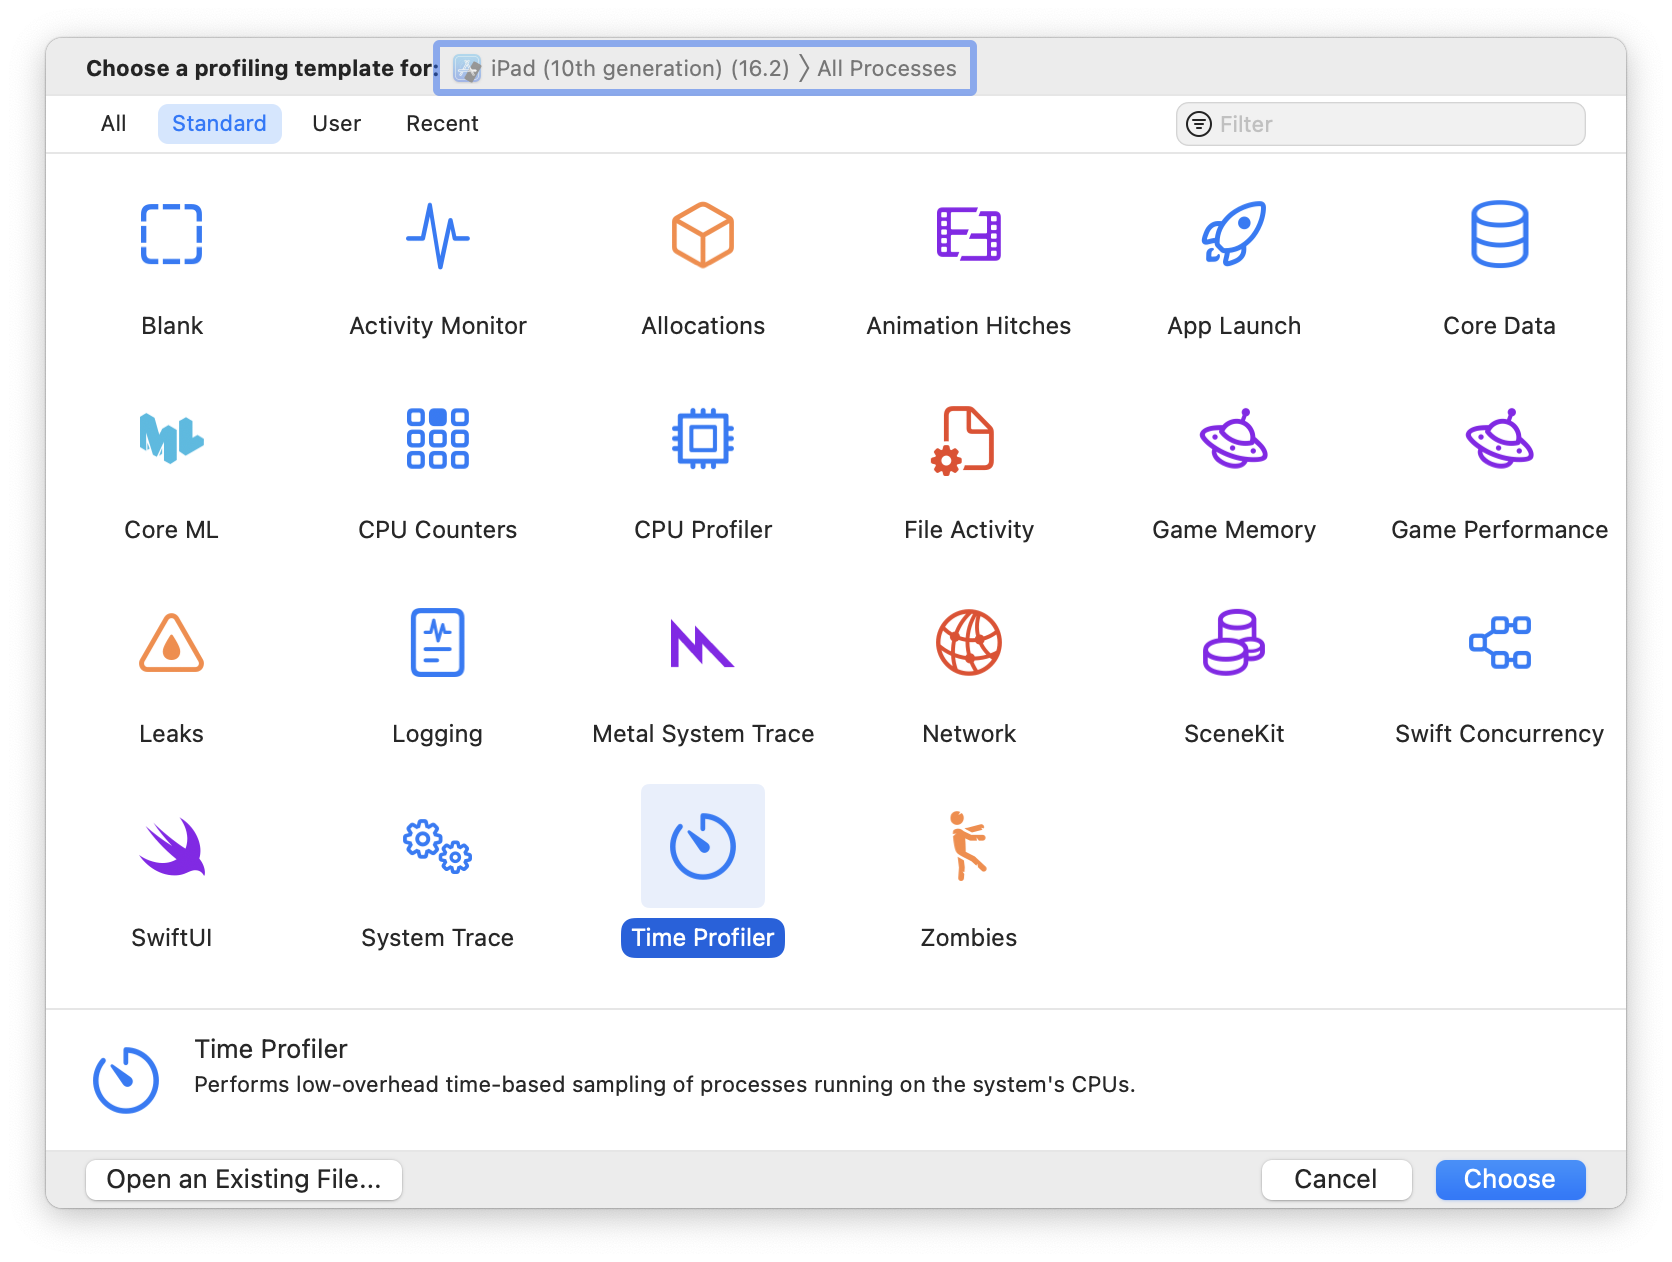 Choose a profiling template for: iPad (10th generation) (16.2) 〉All Processes
All Standard User Recent Filter
Blank Activity Monitor Allocations Animation Hitches App Launch Core Data
ML
Core ML CPU Counters CPU Profiler File Activity Game Memory Game Performance
Leaks Logging Metal System Trace Network SceneKit Swift Concurrency
SwiftUI System Trace Time Profiler Zombies
Time Profiler
Performs low-overhead time-based sampling of processes running on the system's CPUs.
Open an Existing File... Cancel Choose